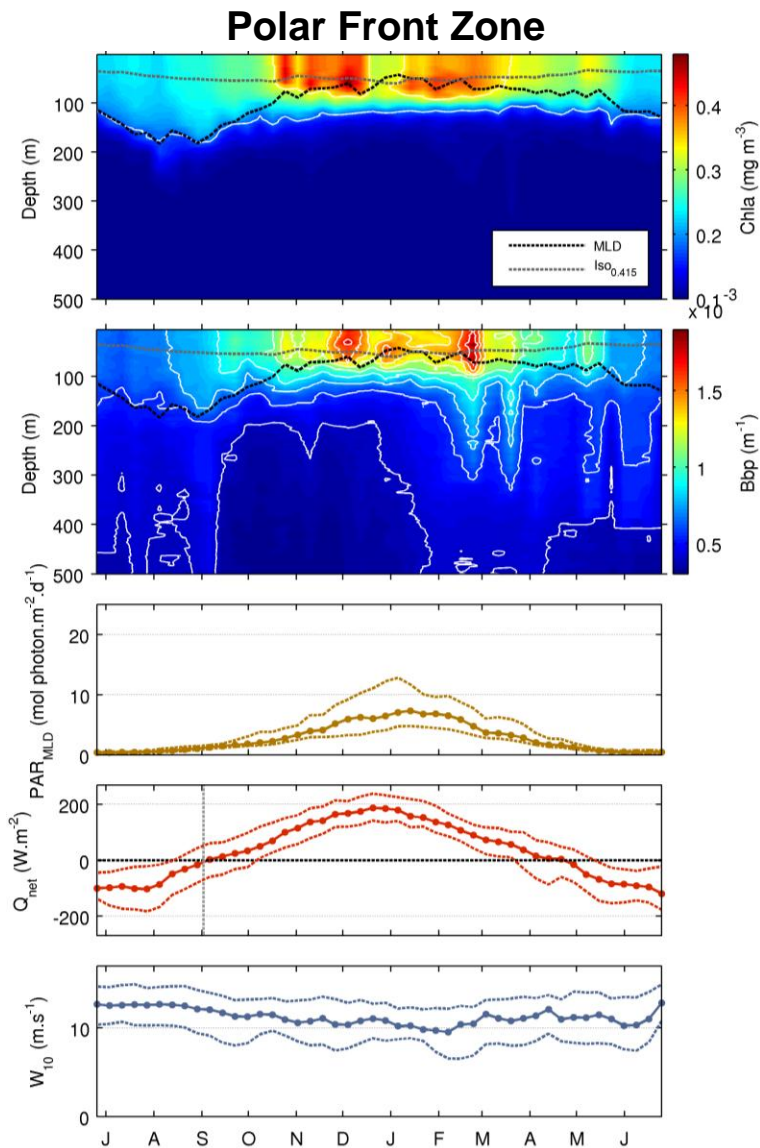 Polar Front Zone
100
200
300
400
500
Depth (m)
MLD
Iso0.415
0.4
0.3
0.2
0.1
Chla (mg m-3)
x 10-3
100
200
300
400
500
Depth (m)
1.5
1
0.5
Bbp (m-1)
20
10
0
PARMLD (mol photon.m-2.d-1)
200
0
-200
Qnet (W.m-2)
10
0
W10 (m.s-1)
J A S O N D J F M A M J